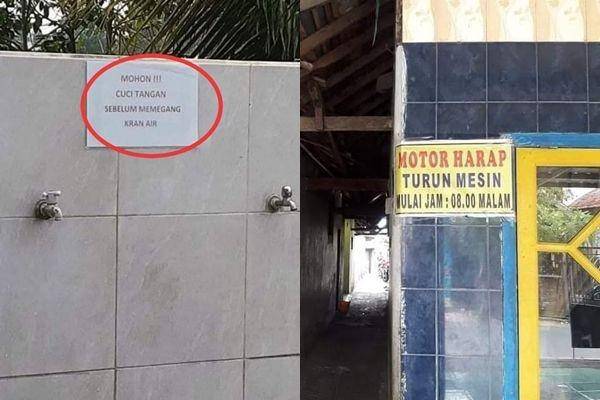 MOHON !!!
CUCI TANGAN
SEBELUM MEMEGANG
KRAN AIR
MOTOR HARAP
TURUN MESIN
MULAI JAM : 08.00 MALAM